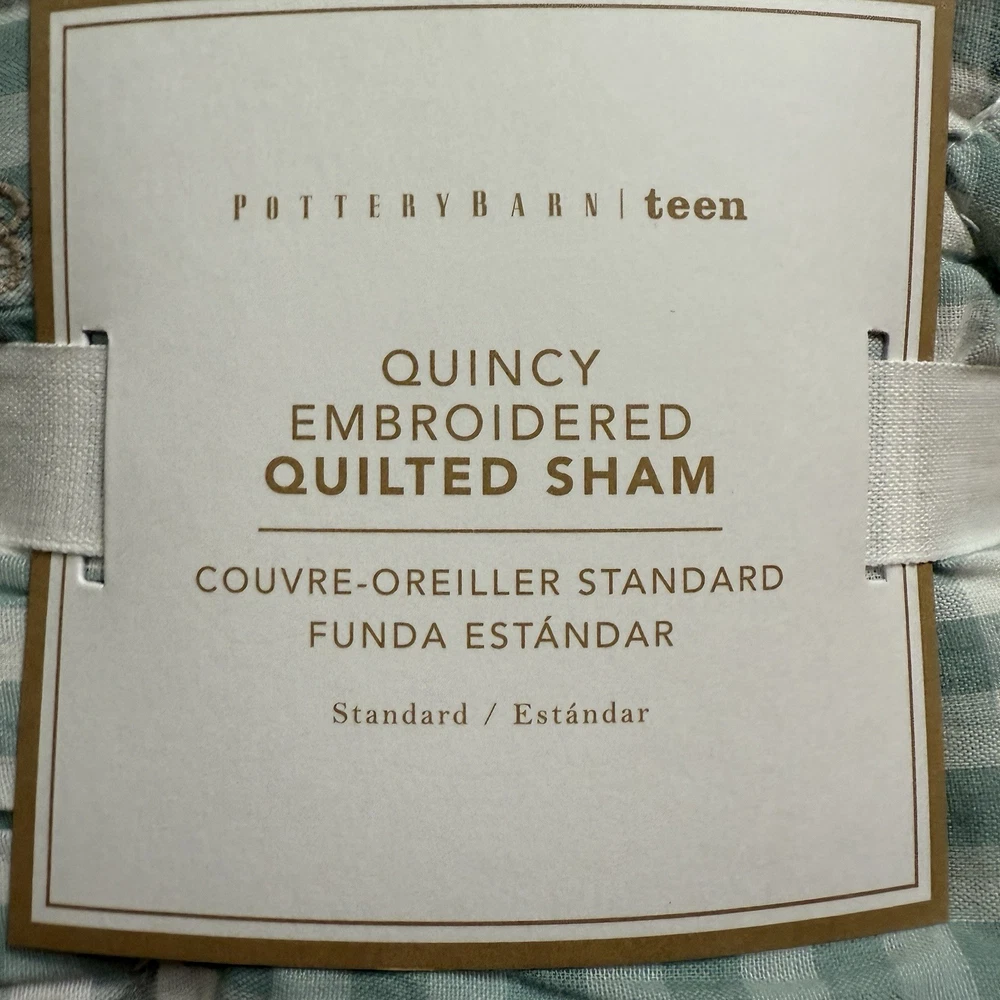 POTTERYBARN | teen
QUINCY
EMBROIDERED
QUILTED SHAM
COUVRE-OREILLER STANDARD
FUNDA ESTÁNDAR
Standard / Estándar